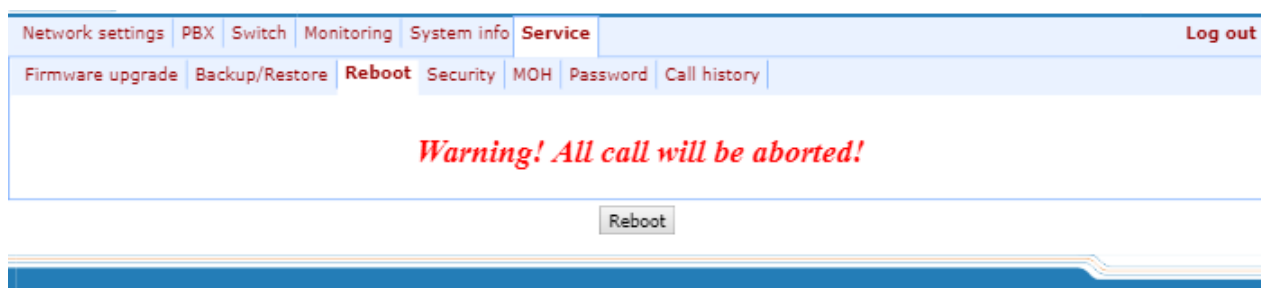 Network settings PBX Switch Monitoring System info Service Log out
Firmware upgrade Backup/Restore Reboot Security MOH Password Call history
Warning! All call will be aborted!
Reboot